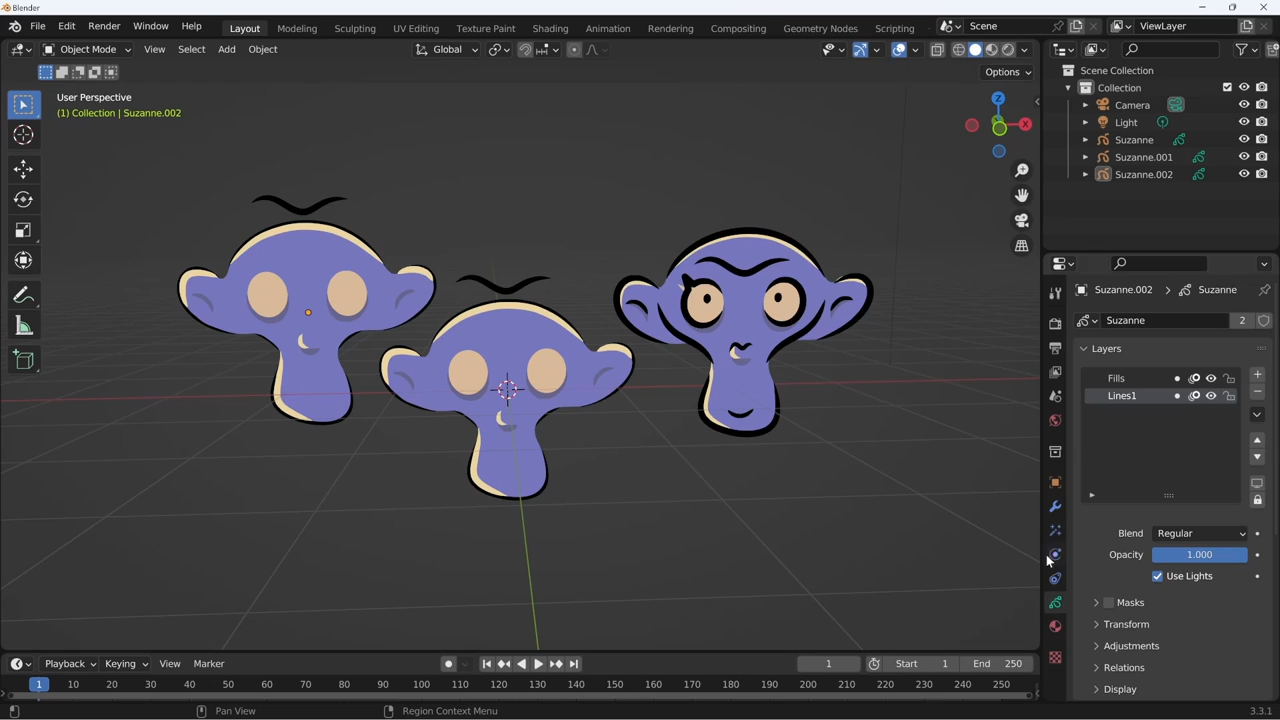 Blender
File Edit Render Window Help
Layout Modeling Sculpting UV Editing Texture Paint Shading Animation Rendering Compositing Geometry Nodes Scripting
Scene
ViewLayer
Object Mode View Select Add Object
Global
Options
User Perspective
(1) Collection | Suzanne.002
Z
X
Scene Collection
Collection
Camera
Light
Suzanne
Suzanne.001
Suzanne.002
Suzanne.002 > Suzanne
Suzanne 2
Layers
Fills
Lines1
Blend Regular
Opacity 1.000
Use Lights
Masks
Transform
Adjustments
Relations
Display
Playback Keying View Marker
1 Start 1 End 250
1 10 20 30 40 50 60 70 80 90 100 110 120 130 140 150 160 170 180 190 200 210 220 230 240 250
Pan View Region Context Menu 3.3.1